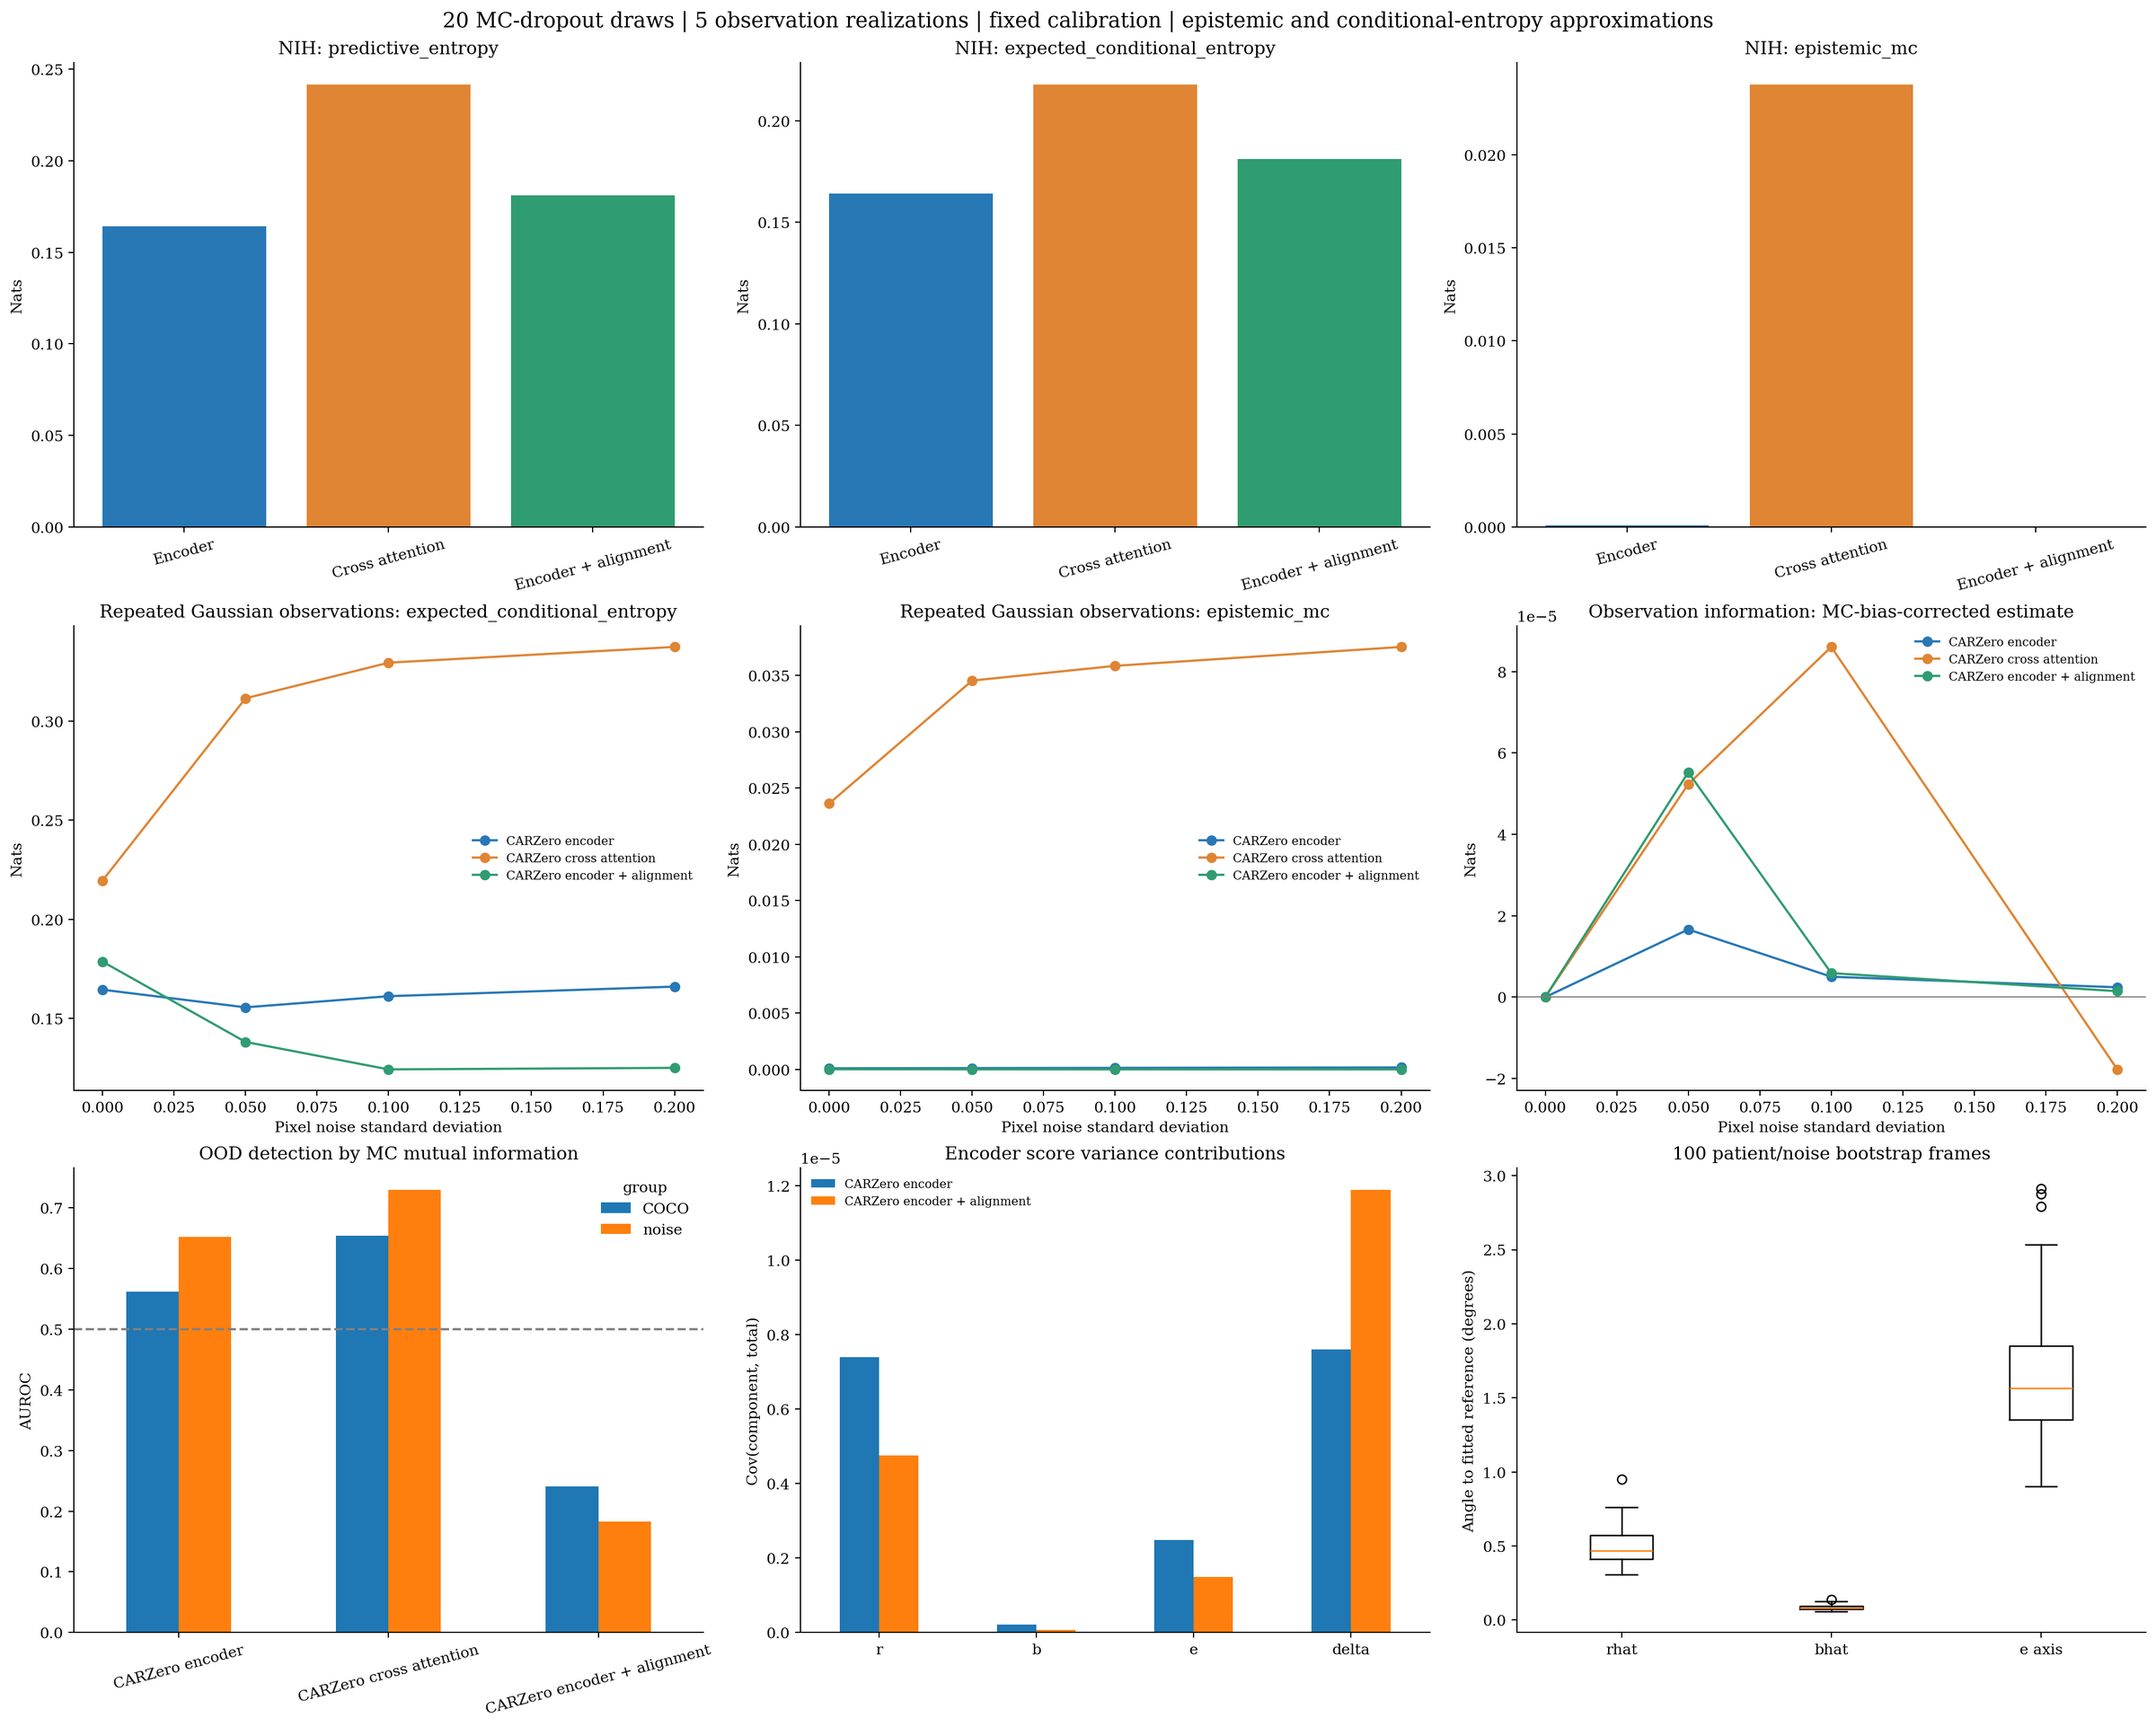 20 MC-dropout draws | 5 observation realizations | fixed calibration | epistemic and conditional-entropy approximations
NIH: predictive_entropy
0.25
0.20
0.15
0.10
0.05
0.00
Nats
Encoder
Cross attention
Encoder + alignment
NIH: expected_conditional_entropy
0.20
0.15
0.10
0.05
0.00
Nats
Encoder
Cross attention
Encoder + alignment
NIH: epistemic_mc
0.020
0.015
0.010
0.005
0.000
Nats
Encoder
Cross attention
Encoder + alignment
Repeated Gaussian observations: expected_conditional_entropy
0.30
0.25
0.20
0.15
Nats
CARZero encoder
CARZero cross attention
CARZero encoder + alignment
0.000 0.025 0.050 0.075 0.100 0.125 0.150 0.175 0.200
Pixel noise standard deviation
Repeated Gaussian observations: epistemic_mc
0.035
0.030
0.025
0.020
0.015
0.010
0.005
0.000
Nats
CARZero encoder
CARZero cross attention
CARZero encoder + alignment
0.000 0.025 0.050 0.075 0.100 0.125 0.150 0.175 0.200
Pixel noise standard deviation
Observation information: MC-bias-corrected estimate
1e−5
8
6
4
2
0
−2
Nats
CARZero encoder
CARZero cross attention
CARZero encoder + alignment
0.000 0.025 0.050 0.075 0.100 0.125 0.150 0.175 0.200
Pixel noise standard deviation
OOD detection by MC mutual information
0.7
0.6
0.5
0.4
0.3
0.2
0.1
0.0
AUROC
group
COCO
noise
CARZero encoder
CARZero cross attention
CARZero encoder + alignment
Encoder score variance contributions
1e−5
1.2
1.0
0.8
0.6
0.4
0.2
0.0
Cov(component, total)
CARZero encoder
CARZero encoder + alignment
r b e delta
100 patient/noise bootstrap frames
3.0
2.5
2.0
1.5
1.0
0.5
0.0
Angle to fitted reference (degrees)
rhat bhat e axis